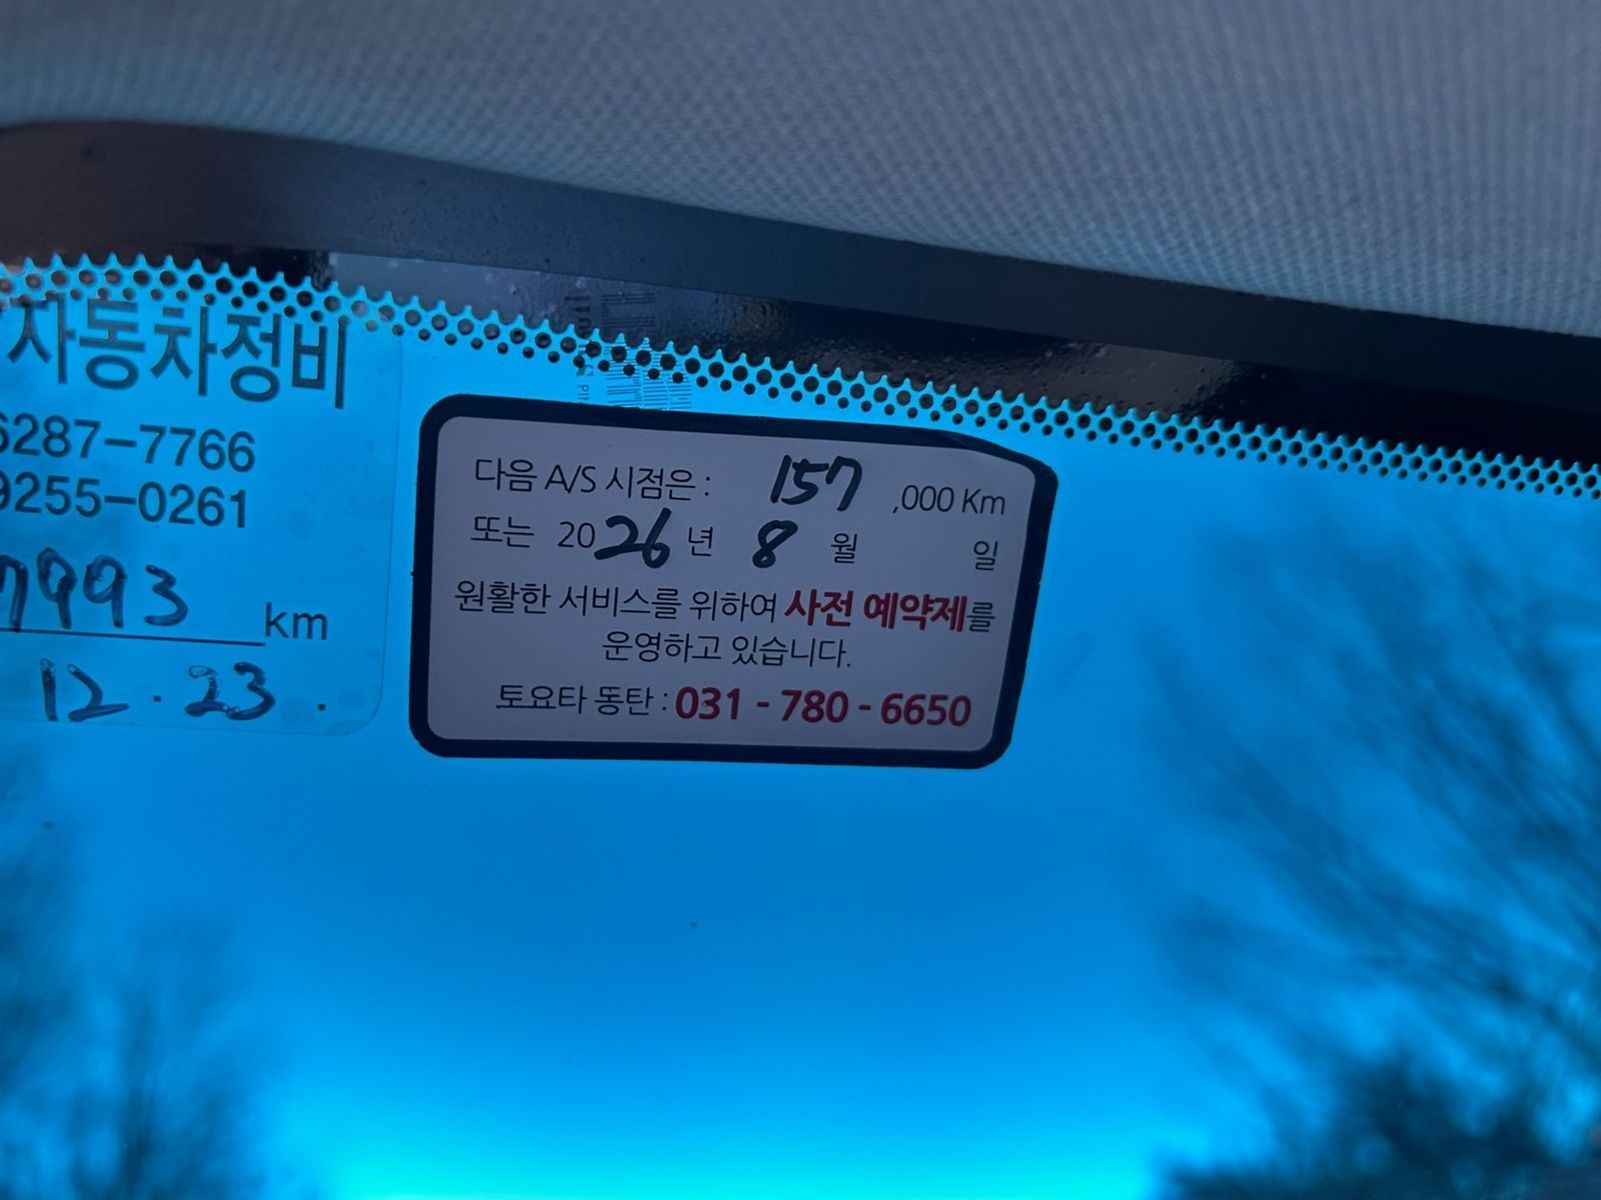 자동차정비
6287-7766
9255-0261
7993 km
12.23.
다음 A/S 시점은 : 157 ,000 Km
또는 2026 년 8 월 일
원활한 서비스를 위하여 사전 예약제를
운영하고 있습니다.
토요타 동탄 : 031 - 780 - 6650